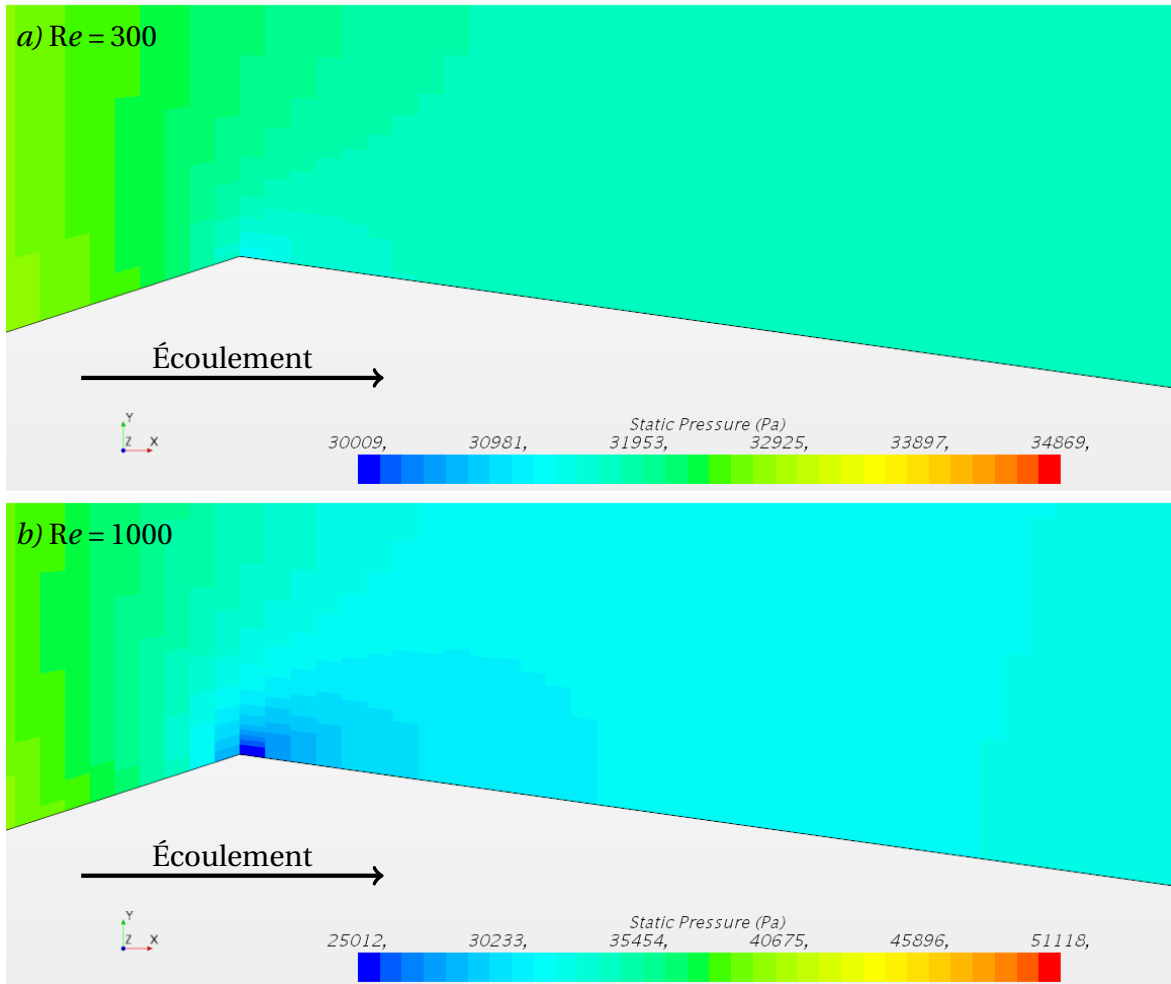 a) Re = 300
Écoulement
Y
Z X
Static Pressure (Pa)
30009, 30981, 31953, 32925, 33897, 34869,
b) Re = 1000
Écoulement
Y
Z X
Static Pressure (Pa)
25012, 30233, 35454, 40675, 45896, 51118,